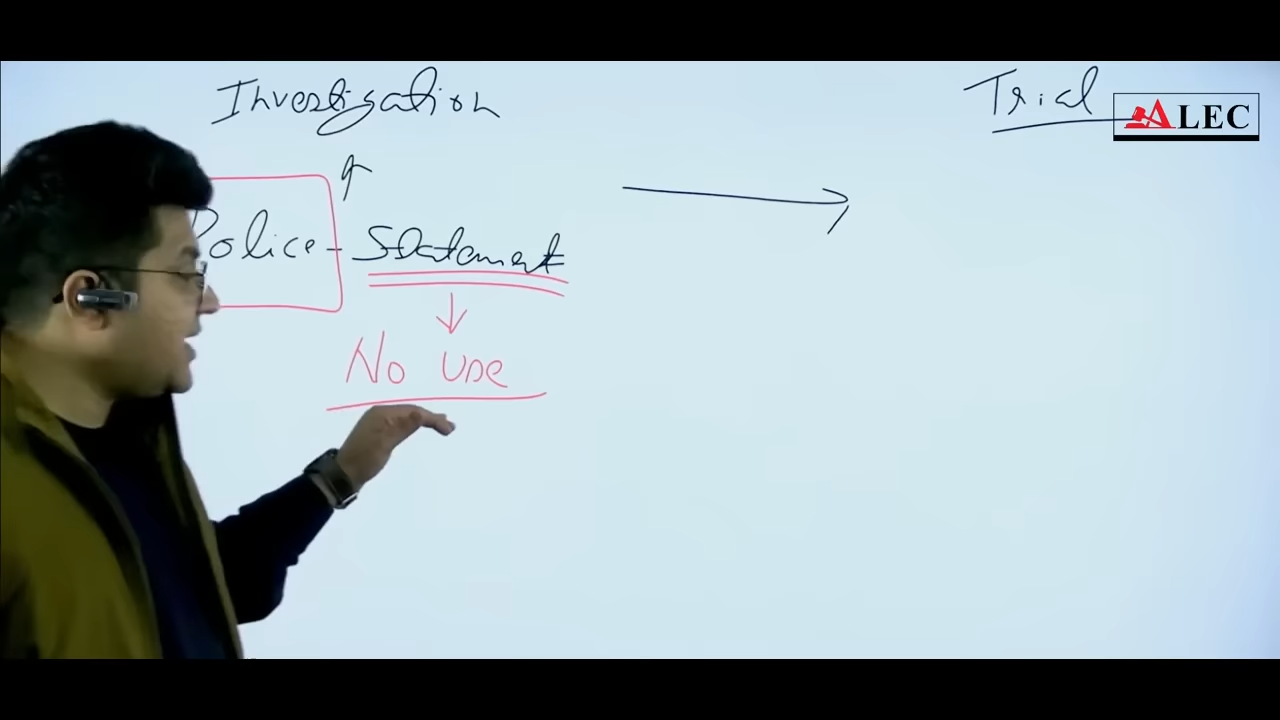 Investigation
Trial
ALEC
Police - Statement
No use